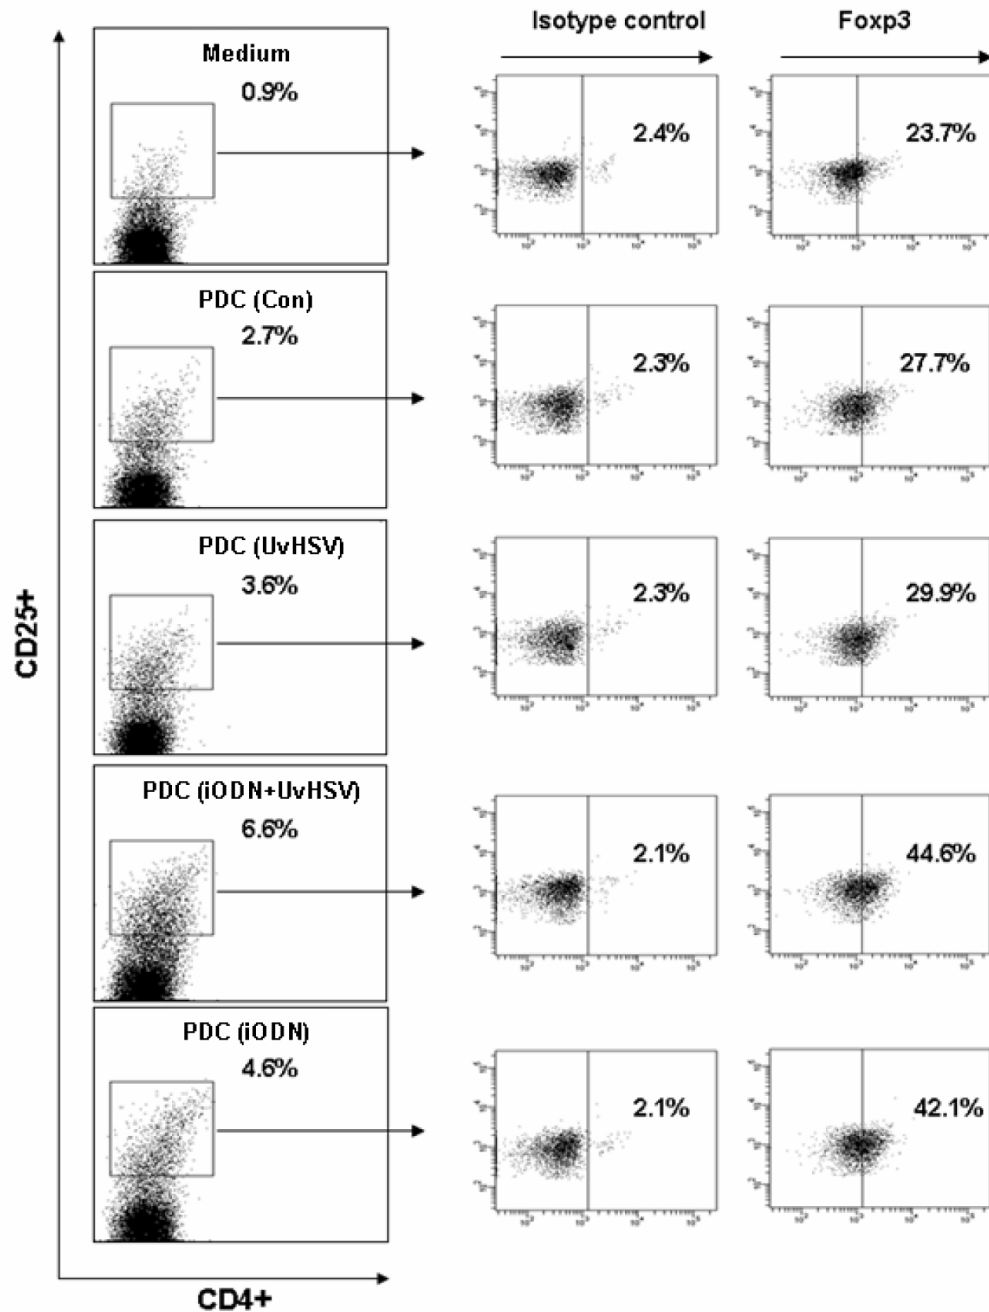 Isotype control
Foxp3
Medium
0.9%
2.4%
23.7%
PDC (Con)
2.7%
2.3%
27.7%
PDC (UvHSV)
3.6%
2.3%
29.9%
PDC (iODN+UvHSV)
6.6%
2.1%
44.6%
PDC (iODN)
4.6%
2.1%
42.1%
CD25+
CD4+